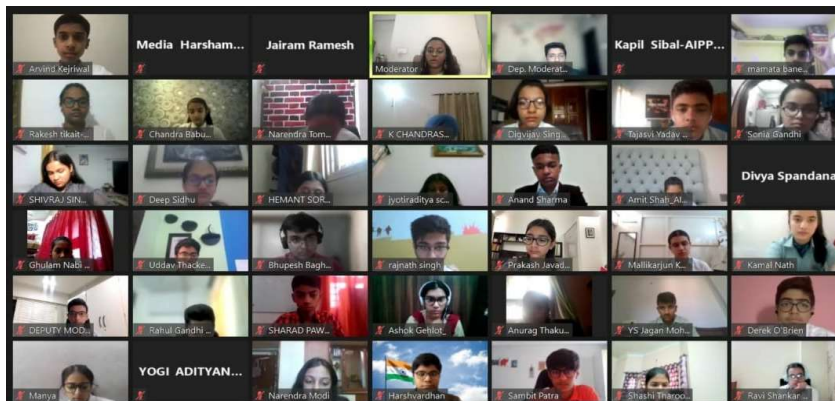 Arvind Kejriwal
Media Harsham...
Jairam Ramesh
Moderator
Dep. Moderat...
Kapil Sibal-AIPP...
mamata bane...
Rakesh tikait-...
Chandra Babu...
Narendra Tom...
K CHANDRAS...
Digvijay Sing...
Tajasvi Yadav ...
Sonia Gandhi
SHIVRAJ SIN...
Deep Sidhu
HEMANT SOR...
jyotiraditya sc...
Anand Sharma
Amit Shah_AI...
Divya Spandana
Ghulam Nabi ...
Uddav Thacke...
Bhupesh Bagh...
rajnath singh
Prakash Javad...
Mallikarjun K...
Kamal Nath
DEPUTY MOD...
Rahul Gandhi ...
SHARAD PAW...
Ashok Gehlot_
Anurag Thaku...
YS Jagan Moh...
Derek O'Brien
Manya
YOGI ADITYAN...
Narendra Modi
Harshvardhan
Sambit Patra
Shashi Tharoo...
Ravi Shankar ...